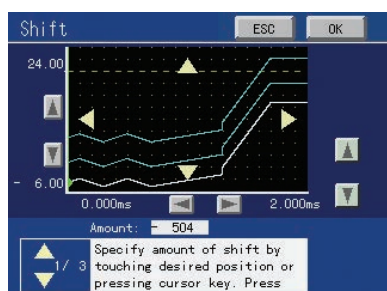 Shift ESC OK
24.00
- 6.00
0.000ms 2.000ms
Amount: - 504
1/ 3 Specify amount of shift by
touching desired position or
pressing cursor key. Press